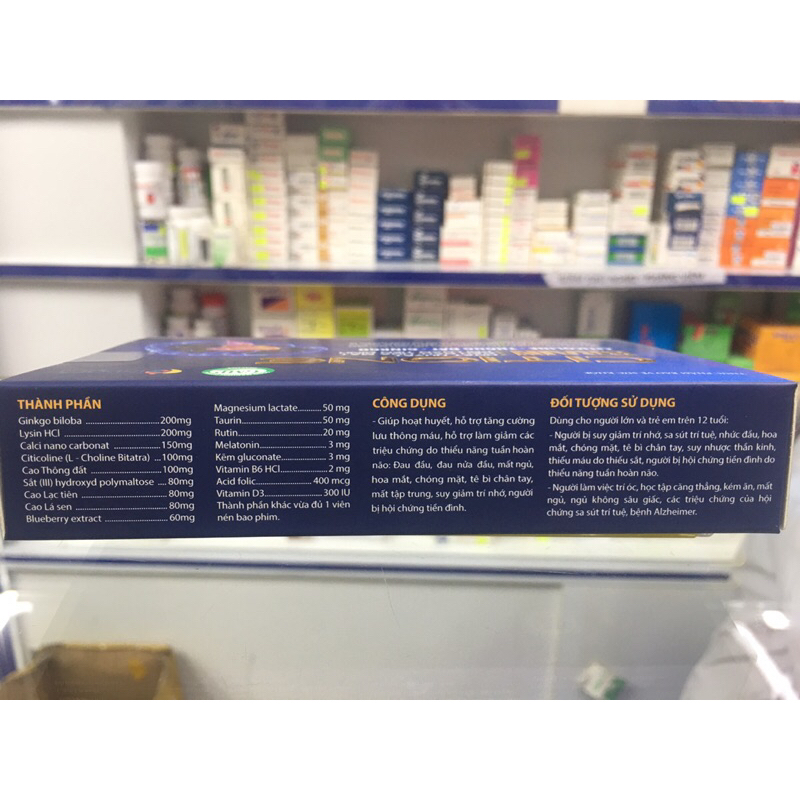 THÀNH PHẦN
Ginkgo biloba ........................................200mg
Lysin HCl ................................................200mg
Calci nano carbonat ..............................150mg
Citicoline (L - Choline Bitatra) ...100mg
Cao Thông đất ......................................100mg
Sắt (III) hydroxyd polymaltose .... 80mg
Cao Lạc tiên ........................................... 80mg
Cao Lá sen ............................................. 80mg
Blueberry extract ................................. 60mg
Magnesium lactate.......... 50 mg
Taurin.................................... 50 mg
Rutin...................................... 20 mg
Melatonin............................. 3 mg
Kẽm gluconate.................... 3 mg
Vitamin B6 HCl.................... 2 mg
Acid folic........................... 400 mcg
Vitamin D3........................ 300 IU
Thành phần khác vừa đủ 1 viên
nén bao phim.
CÔNG DỤNG
- Giúp hoạt huyết, hỗ trợ tăng cường
lưu thông máu, hỗ trợ làm giảm các
triệu chứng do thiểu năng tuần hoàn
não: Đau đầu, đau nửa đầu, mất ngủ,
hoa mắt, chóng mặt, tê bì chân tay,
mất tập trung, suy giảm trí nhớ, người
bị hội chứng tiền đình.
ĐỐI TƯỢNG SỬ DỤNG
Dùng cho người lớn và trẻ em trên 12 tuổi:
- Người bị suy giảm trí nhớ, sa sút trí tuệ, nhức đầu, hoa
mắt, chóng mặt, tê bì chân tay, suy nhược thần kinh,
thiếu máu do thiếu sắt, người bị hội chứng tiền đình do
thiểu năng tuần hoàn não.
- Người làm việc trí óc, học tập căng thẳng, kém ăn, mất
ngủ, ngủ không sâu giấc, các triệu chứng của hội
chứng sa sút trí tuệ, bệnh Alzheimer.